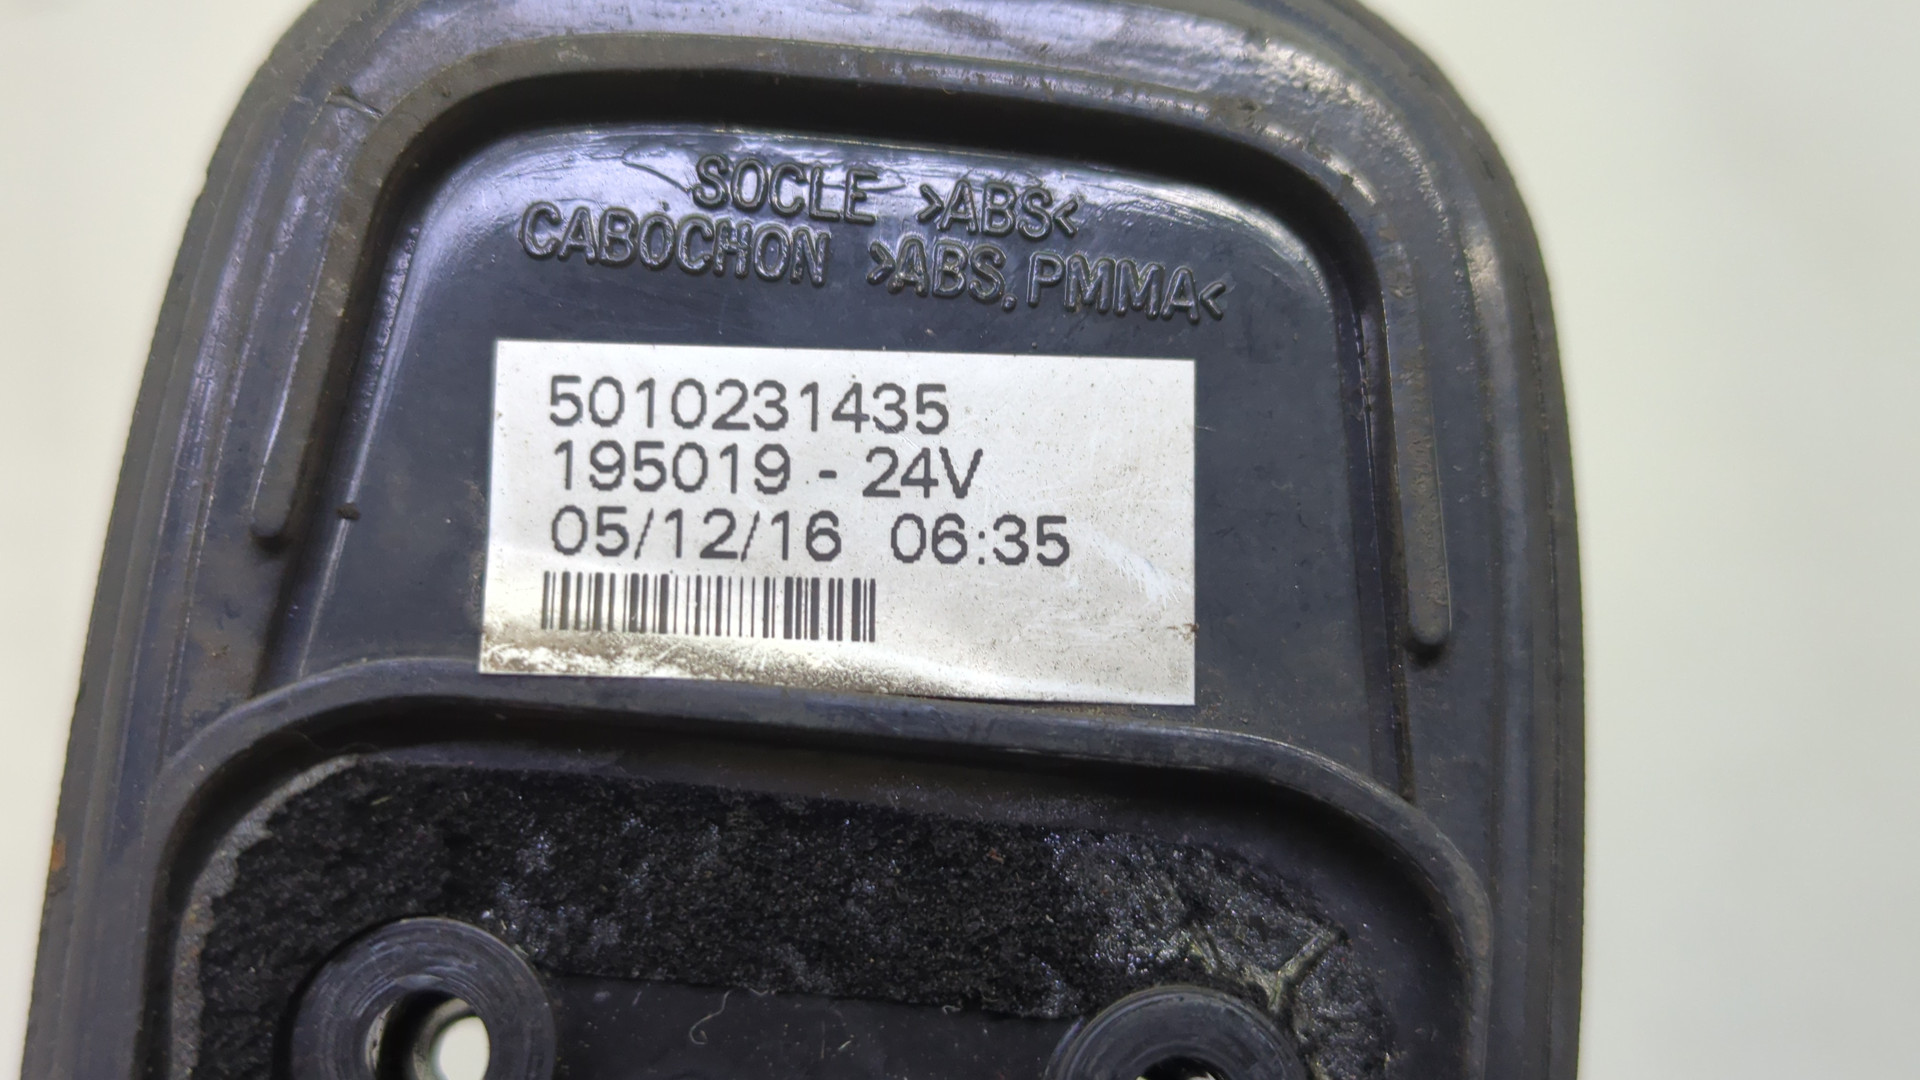 SOCLE >ABS<
CABOCHON >ABS, PMMA<
5010231435
195019 - 24V
05/12/16 06:35